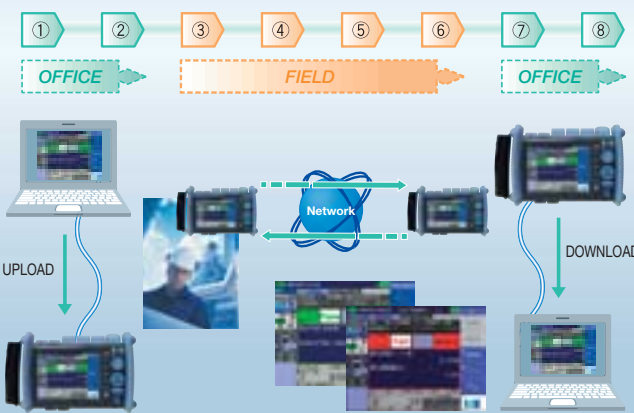 ① ② ③ ④ ⑤ ⑥ ⑦ ⑧
OFFICE FIELD OFFICE
Network
UPLOAD
DOWNLOAD